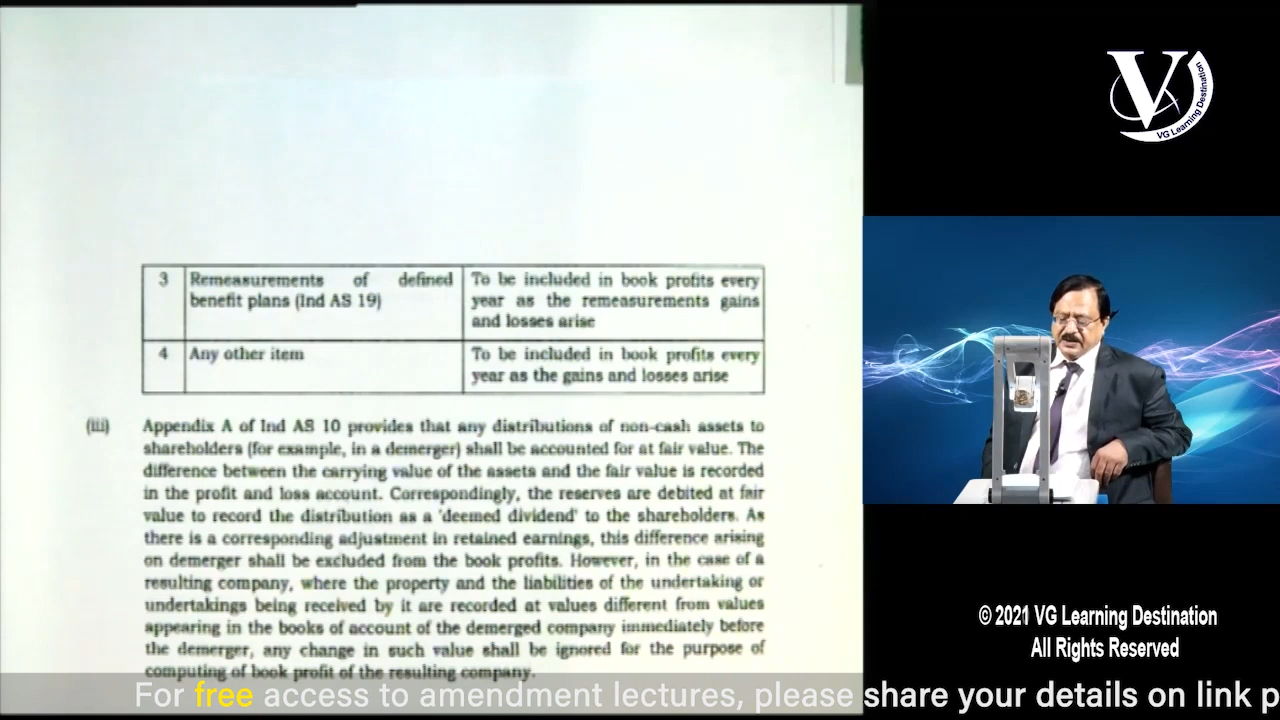 3 Remeasurements of defined benefit plans (Ind AS 19) To be included in book profits every year as the remeasurements gains and losses arise
4 Any other item To be included in book profits every year as the gains and losses arise
(iii) Appendix A of Ind AS 10 provides that any distributions of non-cash assets to
shareholders (for example, in a demerger) shall be accounted for at fair value. The
difference between the carrying value of the assets and the fair value is recorded
in the profit and loss account. Correspondingly, the reserves are debited at fair
value to record the distribution as a 'deemed dividend' to the shareholders. As
there is a corresponding adjustment in retained earnings, this difference arising
on demerger shall be excluded from the book profits. However, in the case of a
resulting company, where the property and the liabilities of the undertaking or
undertakings being received by it are recorded at values different from values
appearing in the books of account of the demerged company immediately before
the demerger, any change in such value shall be ignored for the purpose of
computing of book profit of the resulting company.
V
VG Learning Destination
© 2021 VG Learning Destination
All Rights Reserved
For free access to amendment lectures, please share your details on link p